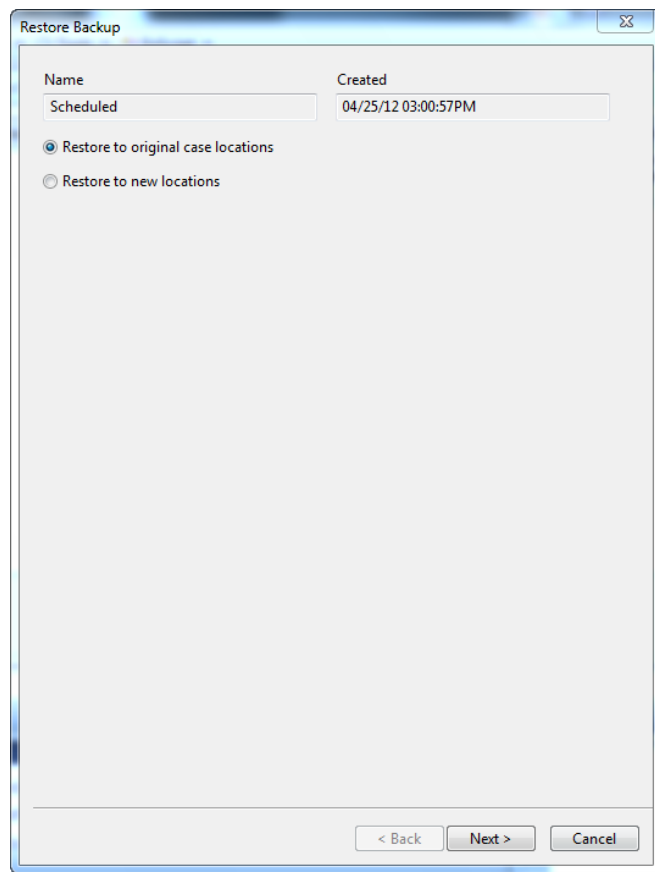 Restore Backup
Name Created
Scheduled 04/25/12 03:00:57PM
Restore to original case locations
Restore to new locations
< Back Next > Cancel